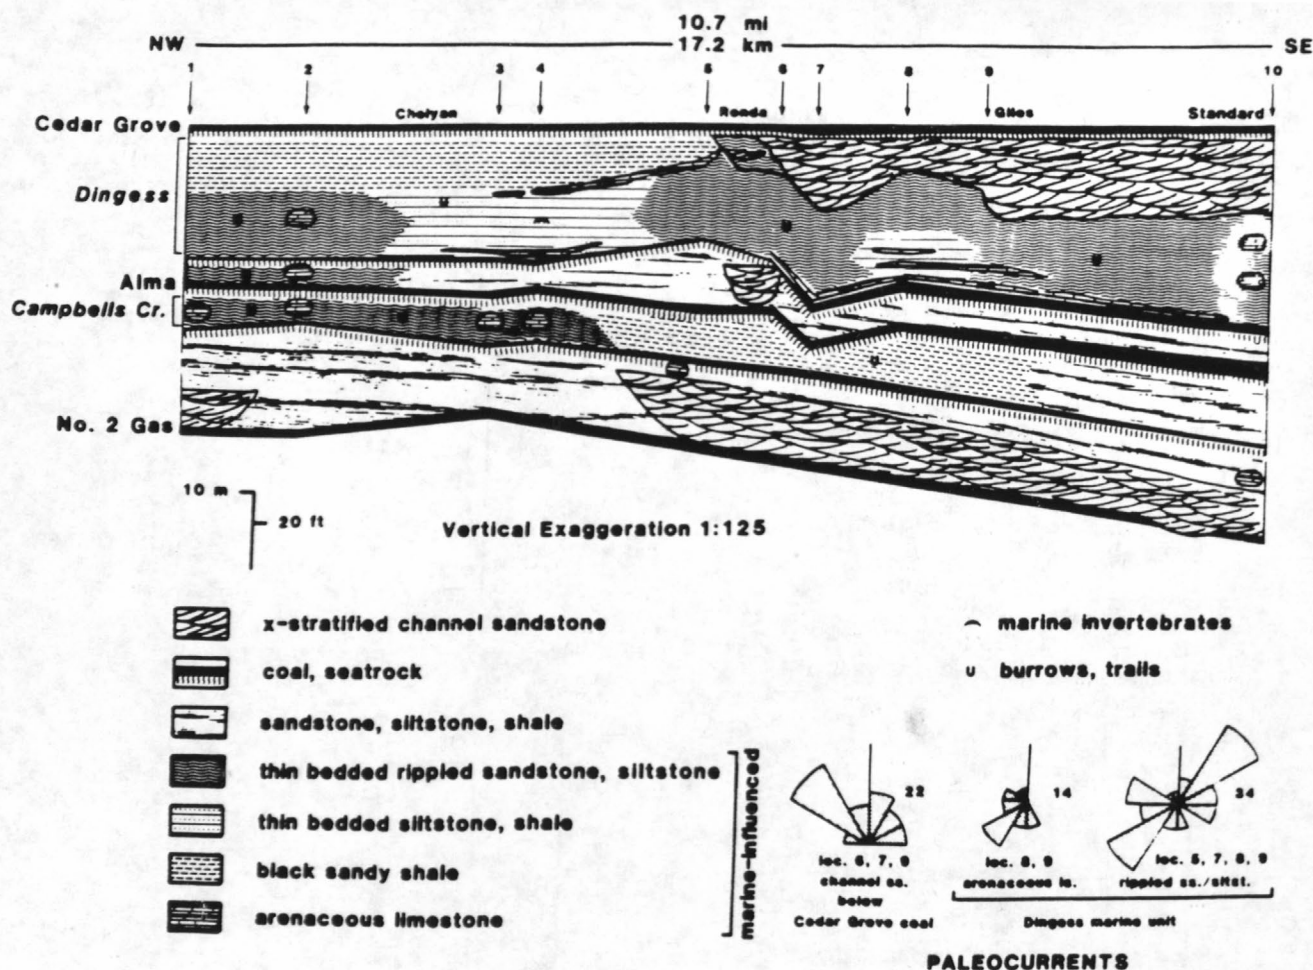 10.7 mi
NW 17.2 km SE
1 2 3 4 5 6 7 8 9 10
Chelyan Ronda Giles Standard
Cedar Grove
Dingess
Alma
Campbells Cr.
No. 2 Gas
10 m
20 ft
Vertical Exaggeration 1:125
x-stratified channel sandstone
coal, seatrock
sandstone, siltstone, shale
thin bedded rippled sandstone, siltstone
thin bedded siltstone, shale
black sandy shale
arenaceous limestone
marine-influenced
marine invertebrates
u burrows, trails
22
loc. 6, 7, 9
channel ss.
below
Cedar Grove coal
14
loc. 8, 9
arenaceous ls.
34
loc. 5, 7, 8, 9
rippled ss./sltst.
Dingess marine unit
PALEOCURRENTS